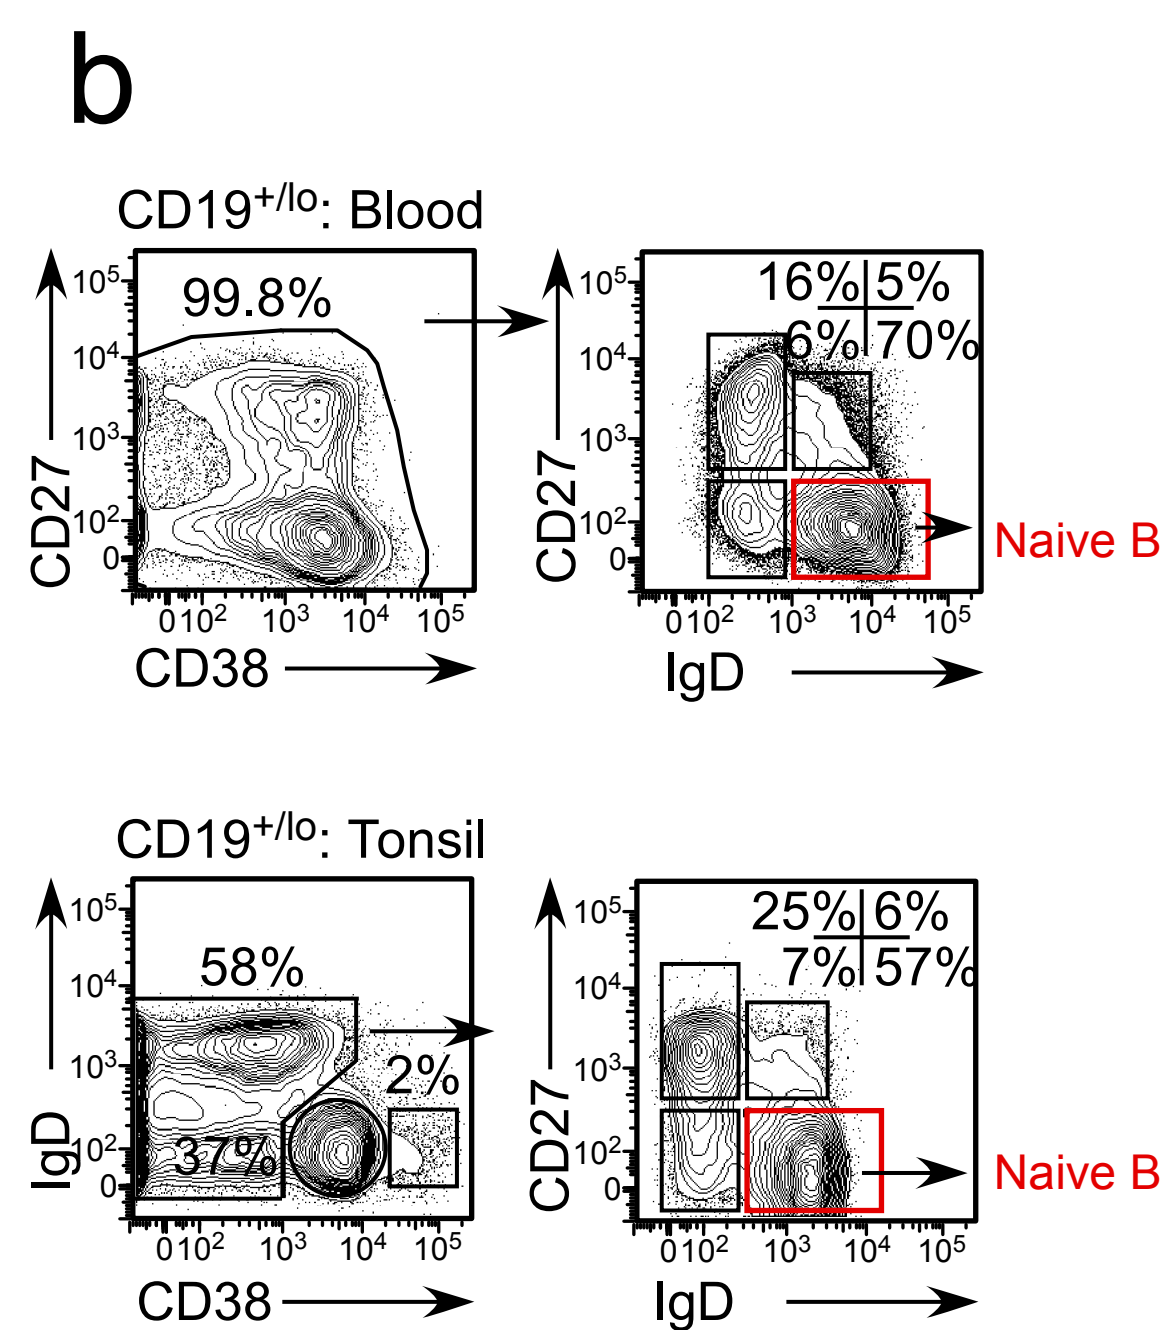 b
CD19+/lo: Blood
CD27
10⁵
10⁴
10³
10²
0
99.8%
0 10² 10³ 10⁴ 10⁵
CD38
CD27
10⁵
10⁴
10³
10²
0
16% 5%
6% 70%
Naive B
0 10² 10³ 10⁴ 10⁵
IgD
CD19+/lo: Tonsil
IgD
10⁵
10⁴
10³
10²
0
58%
2%
37%
0 10² 10³ 10⁴ 10⁵
CD38
CD27
10⁵
10⁴
10³
10²
0
25% 6%
7% 57%
Naive B
0 10² 10³ 10⁴ 10⁵
IgD